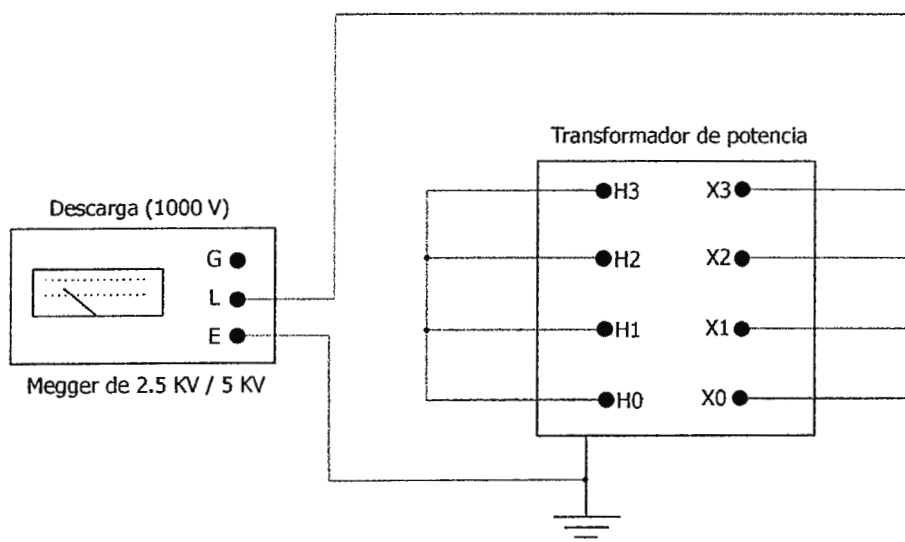 Transformador de potencia
H3 X3
Descarga (1000 V)
G
H2 X2
L
H1 X1
E
Megger de 2.5 KV / 5 KV
H0 X0